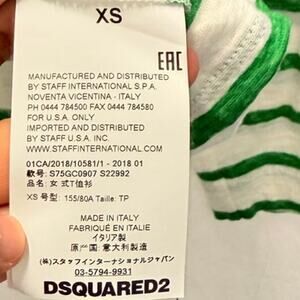 XS
EAC
MANUFACTURED AND DISTRIBUTED
BY STAFF INTERNATIONAL S.P.A.
NOVENTA VICENTINA - ITALY
PH 0444 784500 FAX 0444 784580
FOR U.S.A. ONLY
IMPORTED AND DISTRIBUTED
BY STAFF USA INC.
WWW.STAFFINTERNATIONAL.COM
01CA/2018/10581/1 - 2018 01
款号: S75GC0907 S22992
品名: 女 式T恤衫
XS 号型: 155/80A Taille: TP
MADE IN ITALY
FABRIQUÉ EN ITALIE
イタリア製
原产国: 意大利制造
(株)スタッフインターナショナルジャパン
03-5794-9931
DSQUARED2